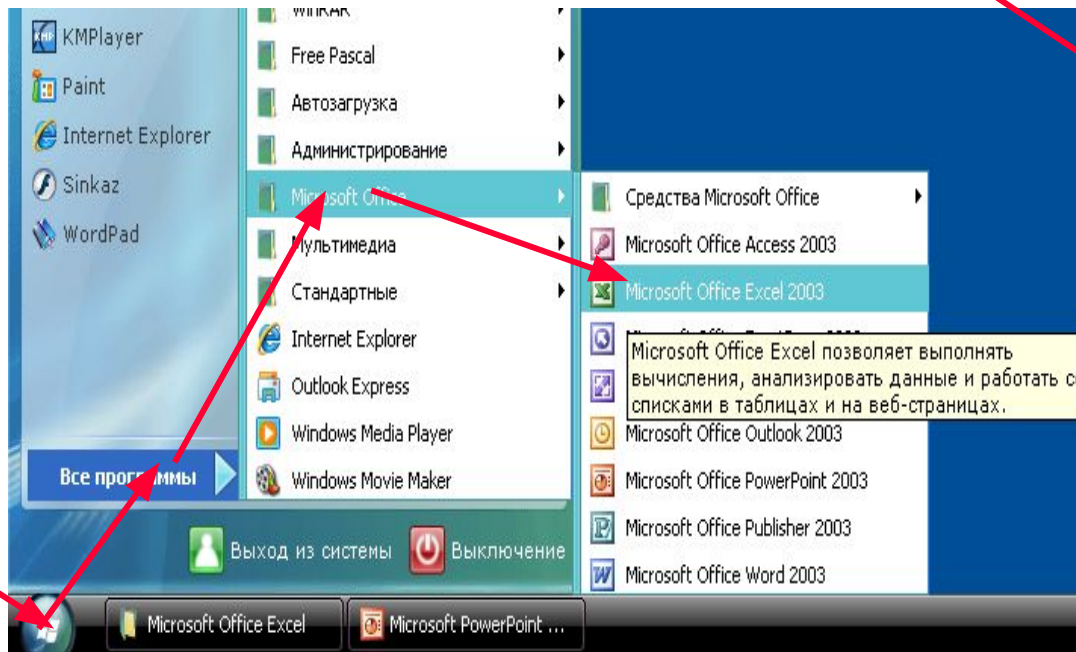 KMPlayer
Paint
Internet Explorer
Sinkaz
WordPad
Все программы
WinRAR
Free Pascal
Автозагрузка
Администрирование
Microsoft Office
Мультимедиа
Стандартные
Internet Explorer
Outlook Express
Windows Media Player
Windows Movie Maker
Средства Microsoft Office
Microsoft Office Access 2003
Microsoft Office Excel 2003
Microsoft Office Excel позволяет выполнять
вычисления, анализировать данные и работать
списками в таблицах и на веб-страницах.
Microsoft Office Outlook 2003
Microsoft Office PowerPoint 2003
Microsoft Office Publisher 2003
Microsoft Office Word 2003
Выход из системы
Выключение
Microsoft Office Excel
Microsoft PowerPoint ...